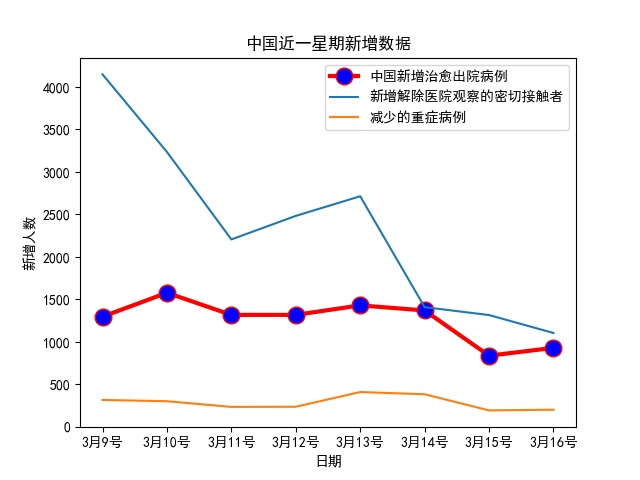 中国近一星期新增数据
中国新增治愈出院病例
新增解除医院观察的密切接触者
减少的重症病例
4000
3500
3000
2500
2000
1500
1000
500
0
新增人数
3月9号 3月10号 3月11号 3月12号 3月13号 3月14号 3月15号 3月16号
日期